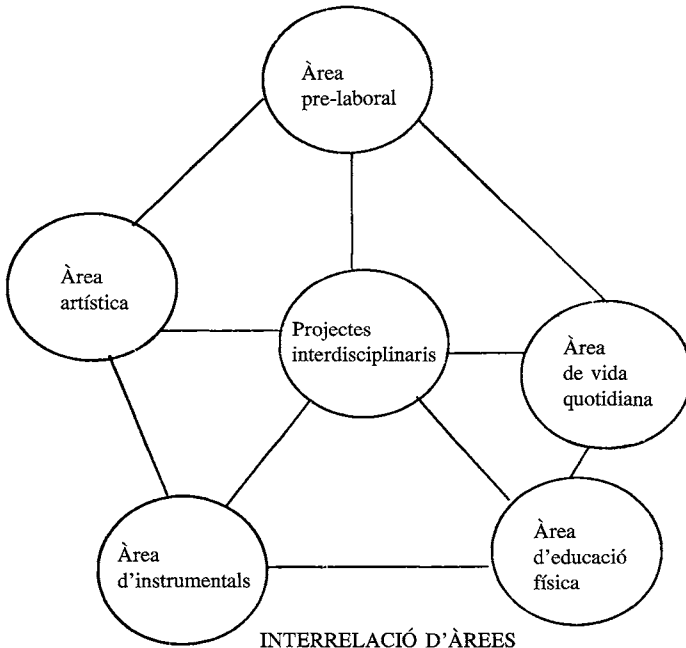 Àrea
pre-laboral
Àrea
artística
Projectes
interdisciplinaris
Àrea
de vida
quotidiana
Àrea
d'instrumentals
Àrea
d'educació
física
INTERRELACIÓ D'ÀREES